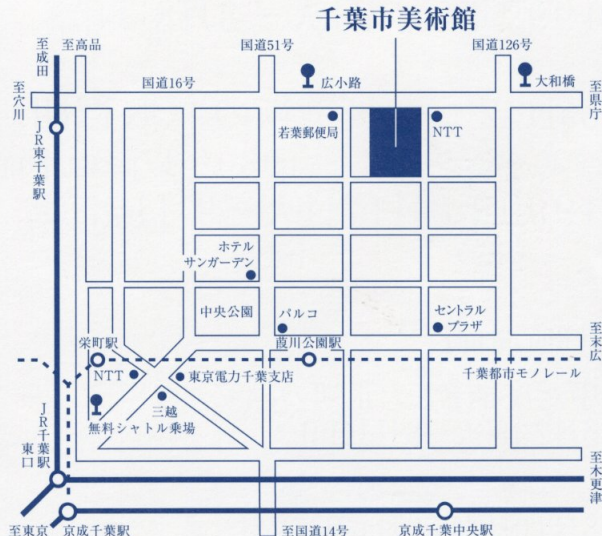 千葉市美術館
至成田
至高品
国道51号
国道126号
国道16号
広小路
大和橋
至穴川
至県庁
JR東千葉駅
若葉郵便局
NTT
ホテル
サンガーデン
中央公園
パルコ
セントラル
プラザ
栄町駅
葭川公園駅
至末広
NTT
東京電力千葉支店
千葉都市モノレール
三越
無料シャトル乗場
JR千葉駅
東口
至木更津
至東京
京成千葉駅
至国道14号
京成千葉中央駅